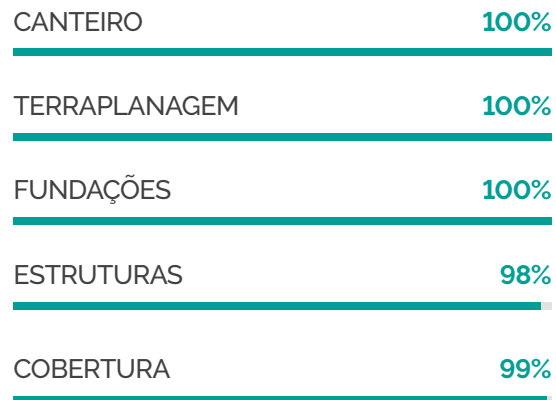 CANTEIRO 100%
TERRAPLANAGEM 100%
FUNDAÇÕES 100%
ESTRUTURAS 98%
COBERTURA 99%